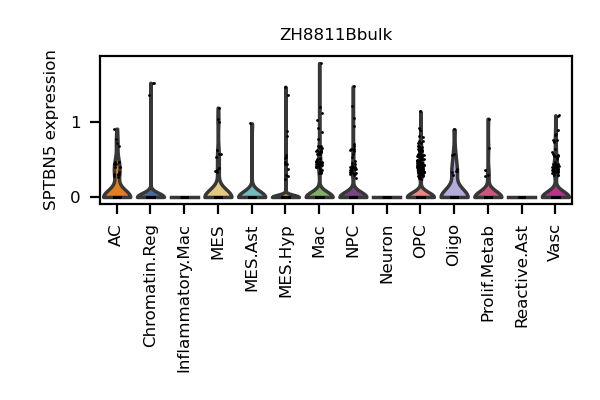 ZH8811Bbulk
SPTBN5 expression
1
0
AC
Chromatin.Reg
Inflammatory.Mac
MES
MES.Ast
MES.Hyp
Mac
NPC
Neuron
OPC
Oligo
Prolif.Metab
Reactive.Ast
Vasc